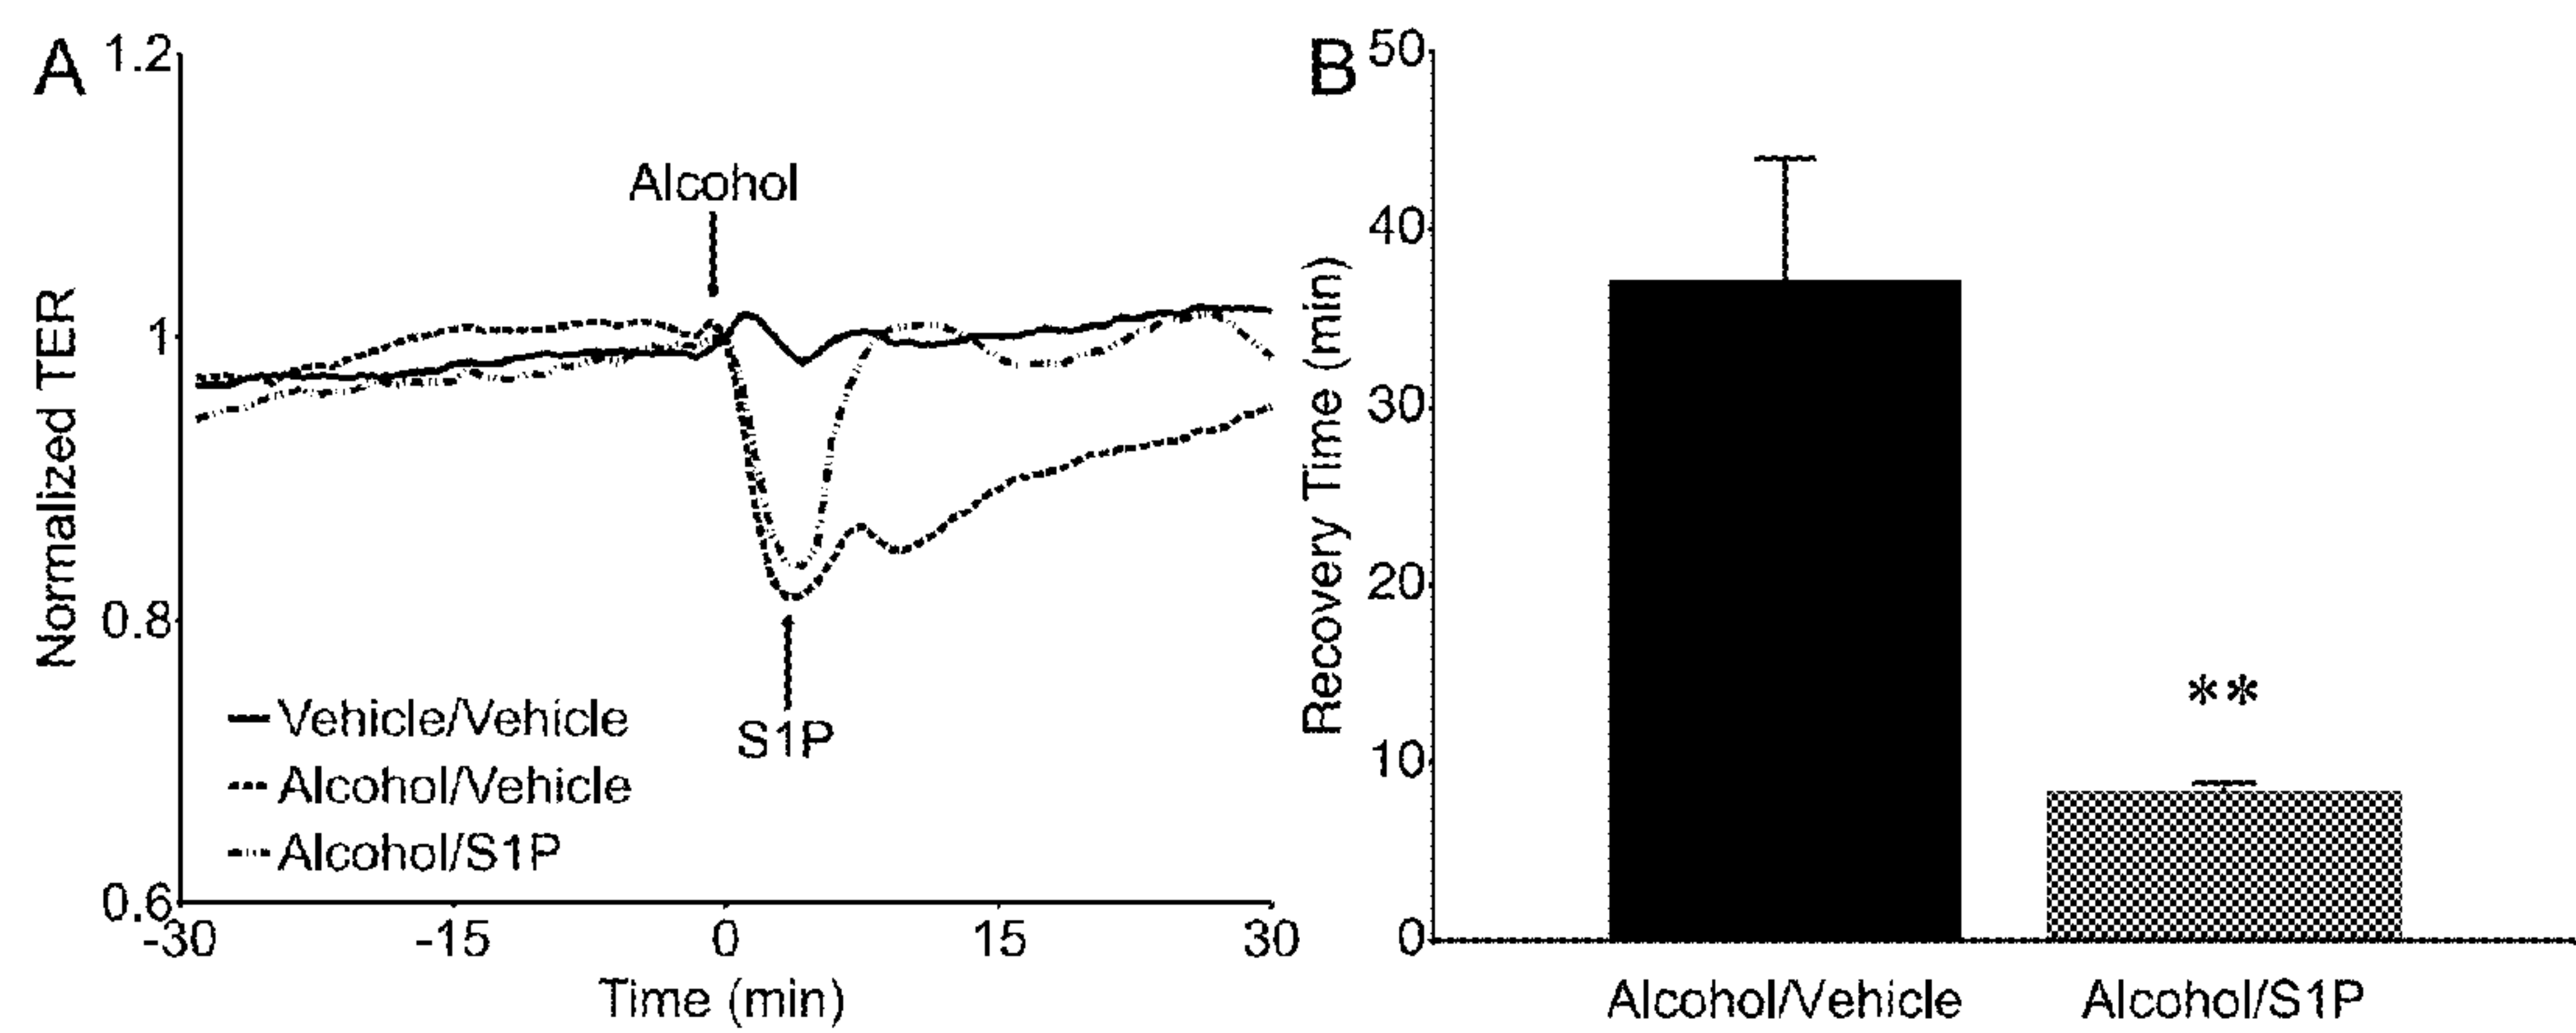 A
1.2
1
0.8
0.6
Normalized TER
Alcohol
S1P
Vehicle/Vehicle
Alcohol/Vehicle
Alcohol/S1P
-30 -15 0 15 30
Time (min)
B
50
40
30
20
10
0
Recovery Time (min)
**
Alcohol/Vehicle Alcohol/S1P